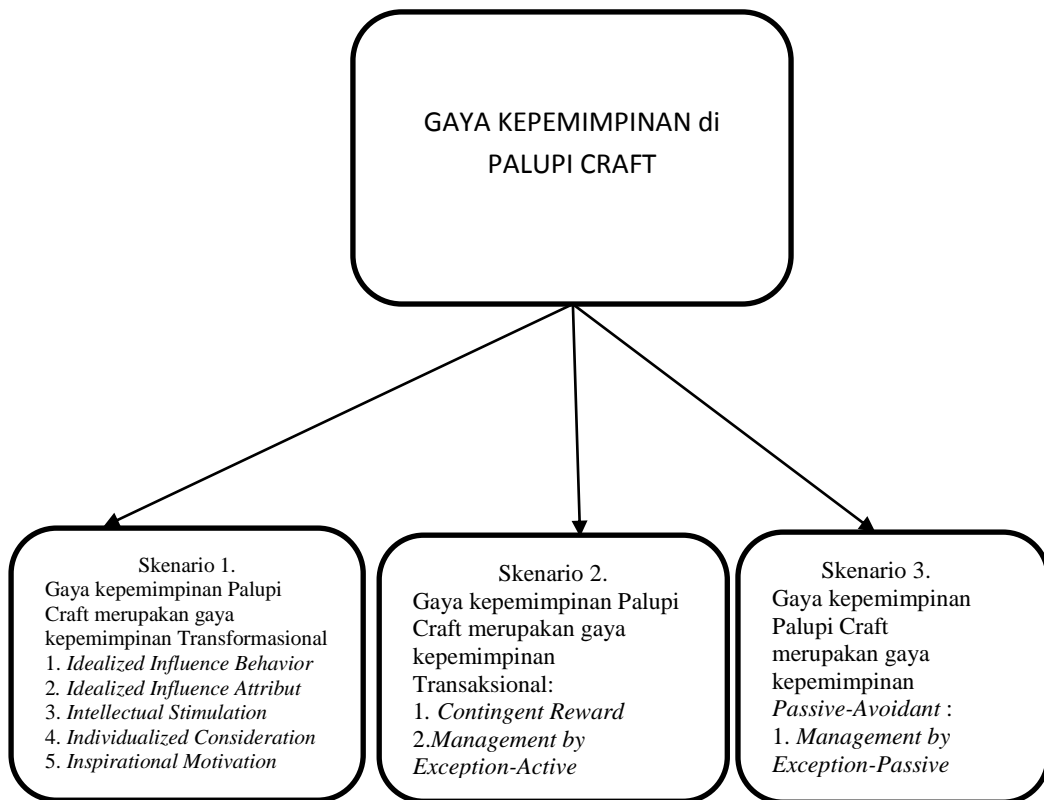 GAYA KEPEMIMPINAN di
PALUPI CRAFT
Skenario 1.
Gaya kepemimpinan Palupi
Craft merupakan gaya
kepemimpinan Transformasional
1. Idealized Influence Behavior
2. Idealized Influence Attribut
3. Intellectual Stimulation
4. Individualized Consideration
5. Inspirational Motivation
Skenario 2.
Gaya kepemimpinan Palupi
Craft merupakan gaya
kepemimpinan
Transaksional:
1. Contingent Reward
2.Management by
Exception-Active
Skenario 3.
Gaya kepemimpinan
Palupi Craft
merupakan gaya
kepemimpinan
Passive-Avoidant :
1. Management by
Exception-Passive